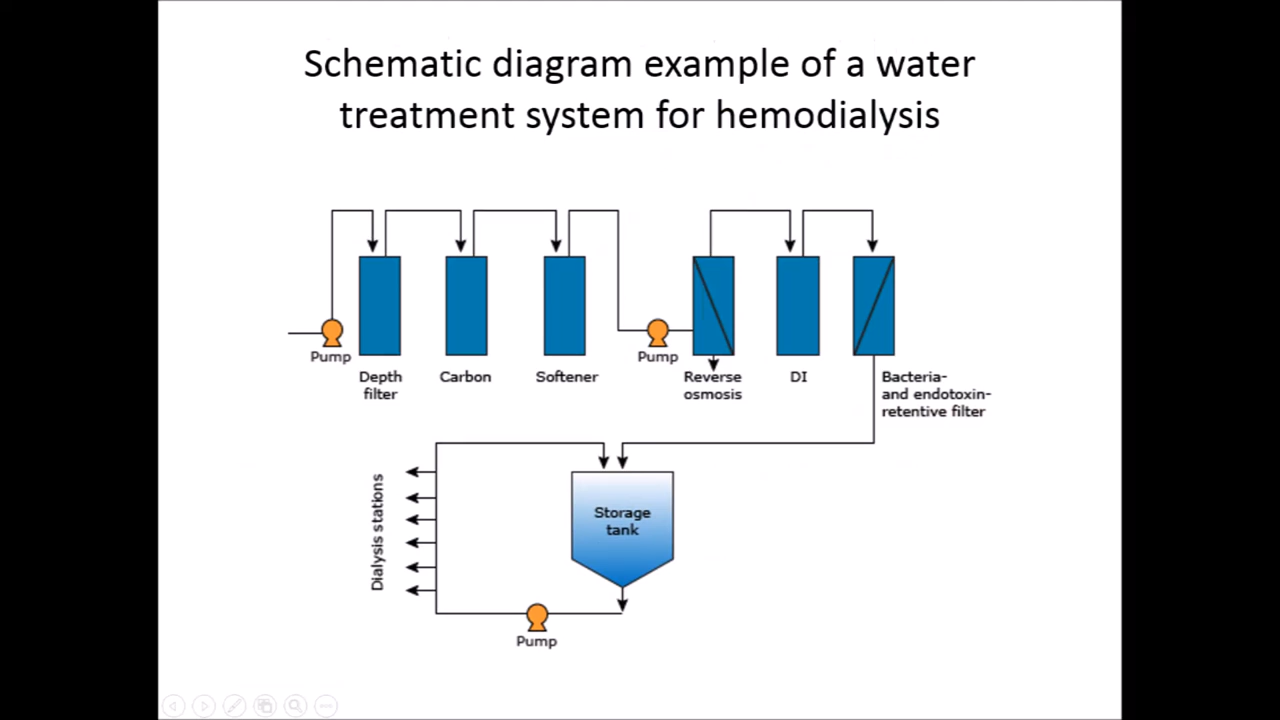 Schematic diagram example of a water
treatment system for hemodialysis
Pump
Depth
filter
Carbon
Softener
Pump
Reverse
osmosis
DI
Bacteria-
and endotoxin-
retentive filter
Dialysis stations
Storage
tank
Pump